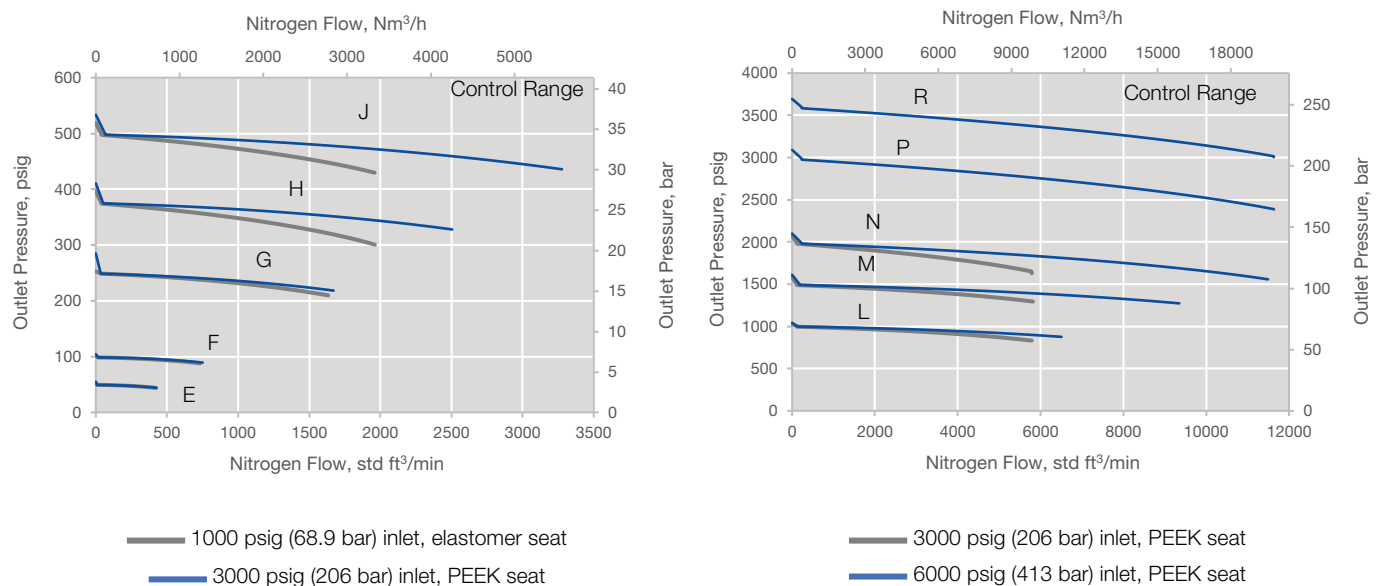 Nitrogen Flow, Nm³/h
0 1000 2000 3000 4000 5000
Control Range
600
500
400
300
200
100
0
Outlet Pressure, psig
J
H
G
F
E
40
35
30
25
20
15
10
5
0
Outlet Pressure, bar
0 500 1000 1500 2000 2500 3000 3500
Nitrogen Flow, std ft³/min
1000 psig (68.9 bar) inlet, elastomer seat
3000 psig (206 bar) inlet, PEEK seat
Nitrogen Flow, Nm³/h
0 3000 6000 9000 12000 15000 18000
Control Range
4000
3500
3000
2500
2000
1500
1000
500
0
Outlet Pressure, psig
R
P
N
M
L
250
200
150
100
50
0
Outlet Pressure, bar
0 2000 4000 6000 8000 10000 12000
Nitrogen Flow, std ft³/min
3000 psig (206 bar) inlet, PEEK seat
6000 psig (413 bar) inlet, PEEK seat